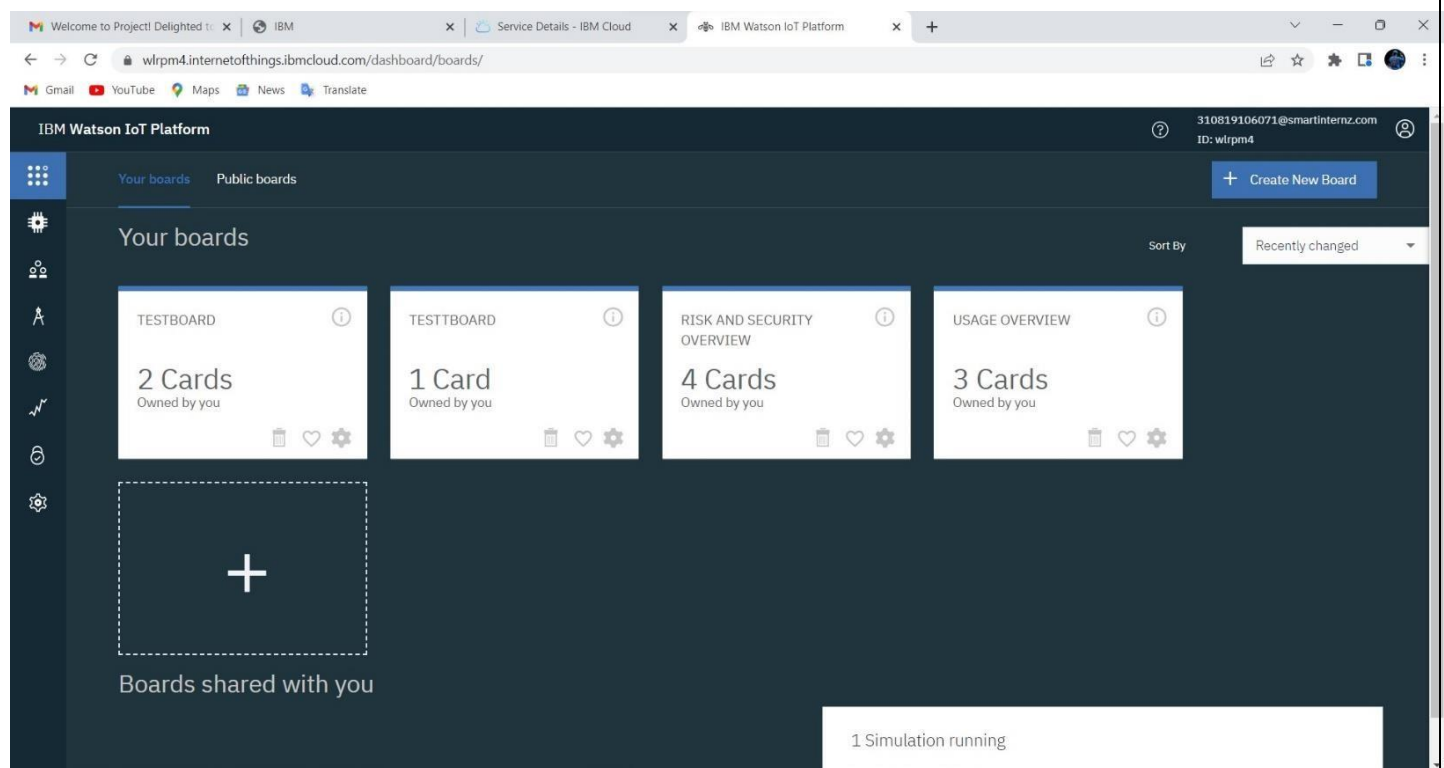 Welcome to Project! Delighted to
IBM
Service Details - IBM Cloud
IBM Watson IoT Platform
wlrpm4.internetofthings.ibmcloud.com/dashboard/boards/
Gmail YouTube Maps News Translate
IBM Watson IoT Platform
310819106071@smartinternz.com
ID: wlrpm4
Your boards Public boards
+ Create New Board
Your boards
Sort By Recently changed
TESTBOARD
2 Cards
Owned by you
TESTTBOARD
1 Card
Owned by you
RISK AND SECURITY
OVERVIEW
4 Cards
Owned by you
USAGE OVERVIEW
3 Cards
Owned by you
Boards shared with you
1 Simulation running